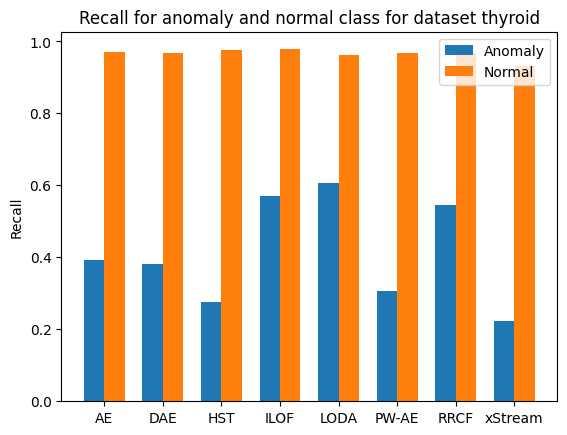 Recall for anomaly and normal class for dataset thyroid
Anomaly
Normal
Recall
1.0
0.8
0.6
0.4
0.2
0.0
AE DAE HST ILOF LODA PW-AE RRCF xStream